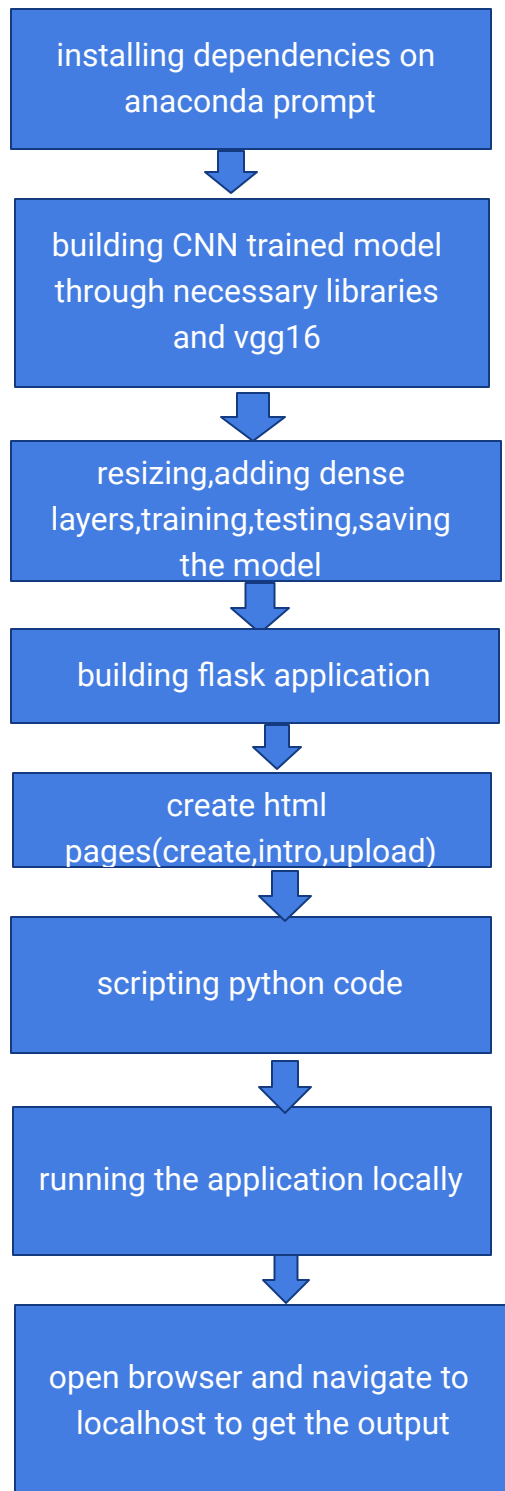 installing dependencies on
anaconda prompt
building CNN trained model
through necessary libraries
and vgg16
resizing,adding dense
layers,training,testing,saving
the model
building flask application
create html
pages(create,intro,upload)
scripting python code
running the application locally
open browser and navigate to
localhost to get the output